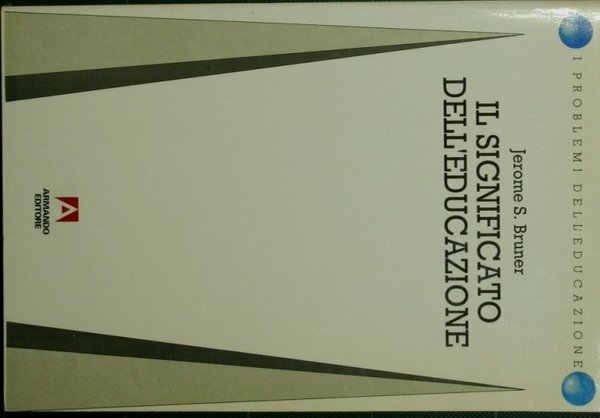 I PROBLEMI DELL'EDUCAZIONE
Jerome S. Bruner
IL SIGNIFICATO
DELL'EDUCAZIONE
ARMANDO
EDITORE